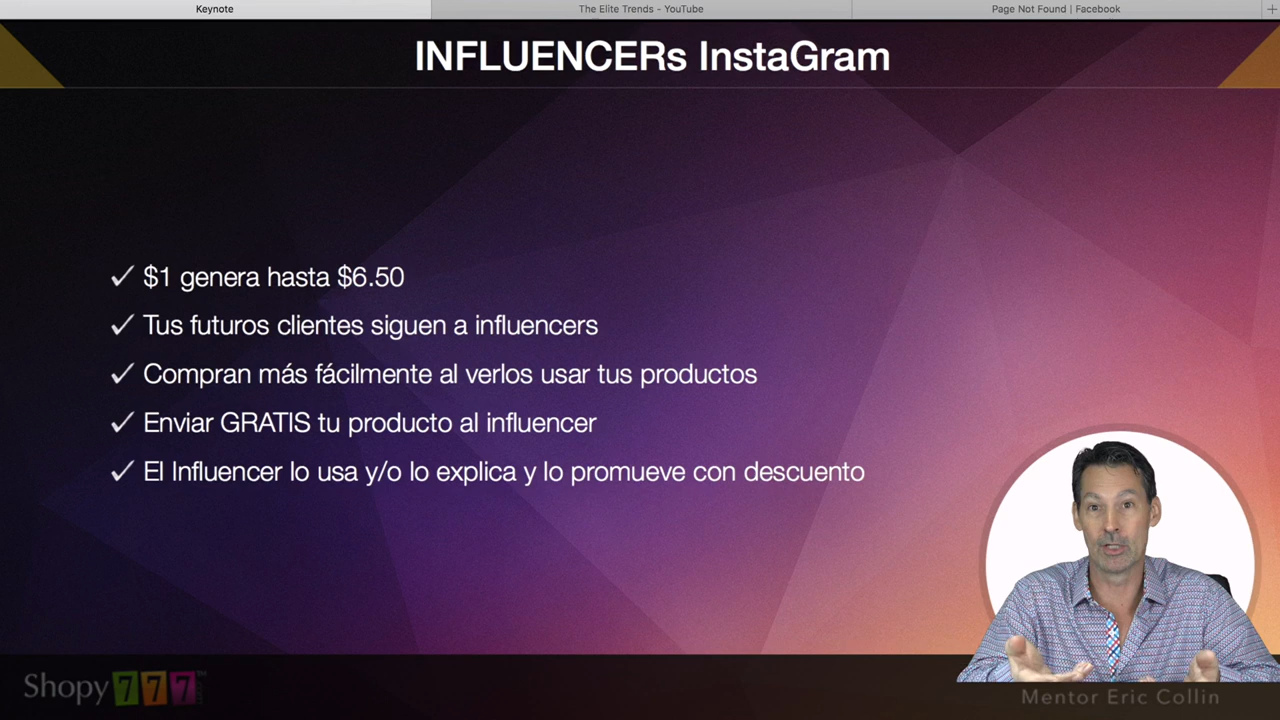 Keynote
The Elite Trends - YouTube
Page Not Found | Facebook
+
INFLUENCERs InstaGram
✓ $1 genera hasta $6.50
✓ Tus futuros clientes siguen a influencers
✓ Compran más fácilmente al verlos usar tus productos
✓ Enviar GRATIS tu producto al influencer
✓ El Influencer lo usa y/o lo explica y lo promueve con descuento
Shopy 777
Mentor Eric Collin